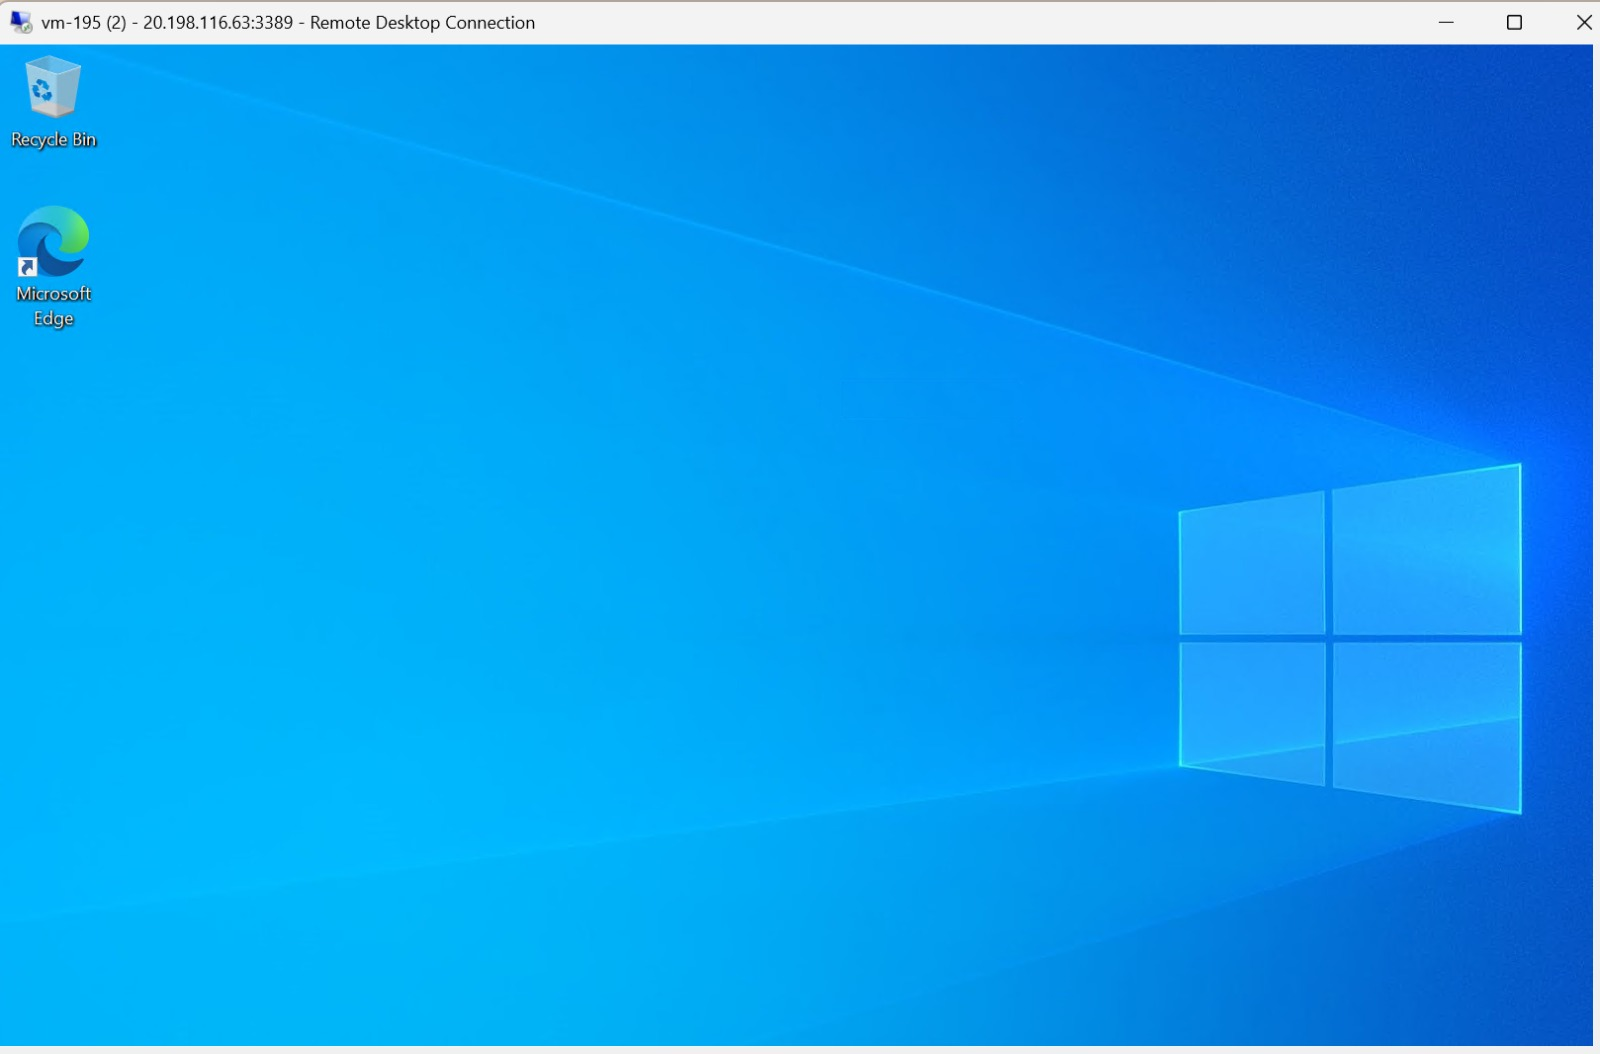 vm-195 (2) - 20.198.116.63:3389 - Remote Desktop Connection
Recycle Bin
Microsoft
Edge